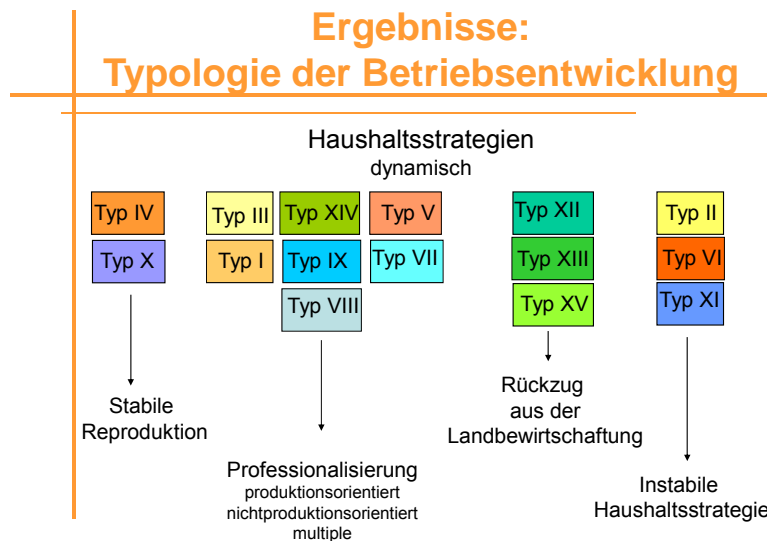 Ergebnisse:
Typologie der Betriebsentwicklung
Haushaltsstrategien
dynamisch
Typ IV
Typ III
Typ XIV
Typ V
Typ XII
Typ II
Typ X
Typ I
Typ IX
Typ VII
Typ XIII
Typ VI
Typ VIII
Typ XV
Typ XI
Stabile
Reproduktion
Professionalisierung
produktionsorientiert
nichtproduktionsorientiert
multiple
Rückzug
aus der
Landbewirtschaftung
Instabile
Haushaltsstrategie